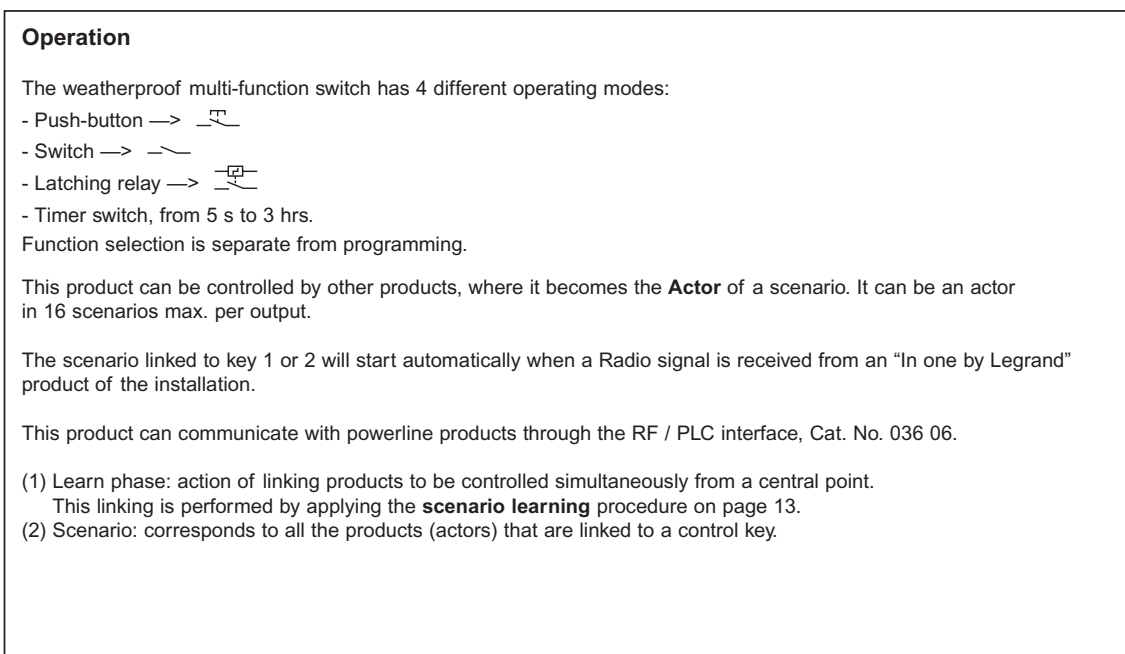 Operation
The weatherproof multi-function switch has 4 different operating modes:
- Push-button —>
- Switch —>
- Latching relay —>
- Timer switch, from 5 s to 3 hrs.
Function selection is separate from programming.
This product can be controlled by other products, where it becomes the Actor of a scenario. It can be an actor
in 16 scenarios max. per output.
The scenario linked to key 1 or 2 will start automatically when a Radio signal is received from an “In one by Legrand”
product of the installation.
This product can communicate with powerline products through the RF / PLC interface, Cat. No. 036 06.
(1) Learn phase: action of linking products to be controlled simultaneously from a central point.
This linking is performed by applying the scenario learning procedure on page 13.
(2) Scenario: corresponds to all the products (actors) that are linked to a control key.